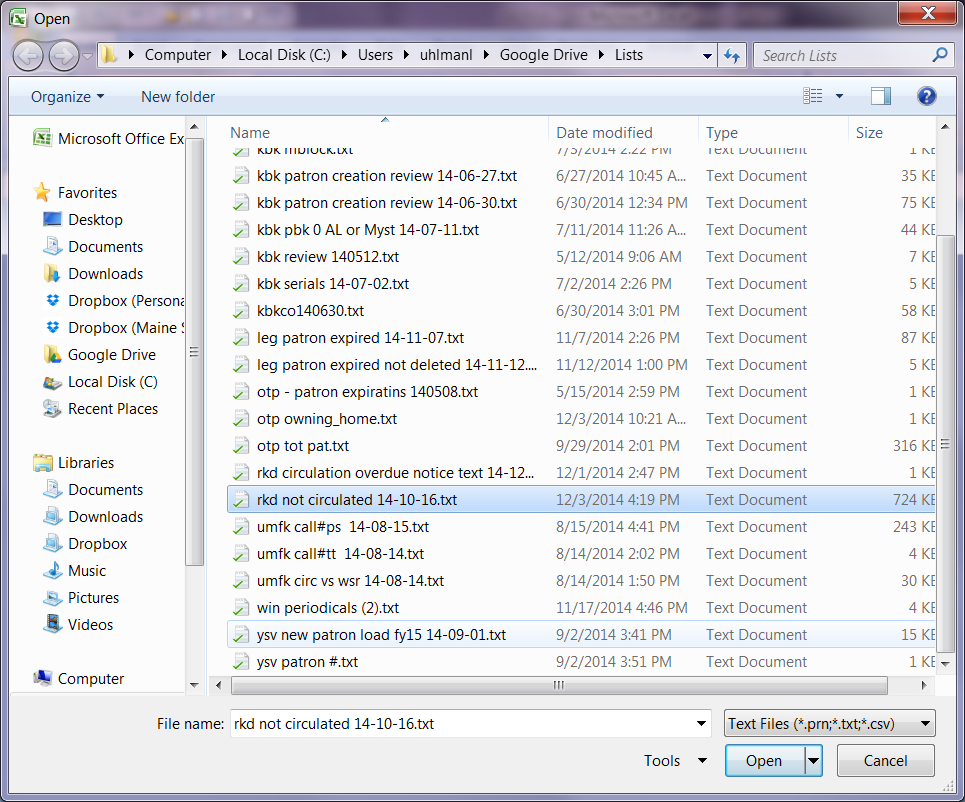 Open
Computer Local Disk (C:) Users uhlmanl Google Drive Lists Search Lists
Organize New folder
Microsoft Office Ex
Favorites
Desktop
Documents
Downloads
Dropbox (Persona
Dropbox (Maine S
Google Drive
Local Disk (C)
Recent Places
Libraries
Documents
Downloads
Dropbox
Music
Pictures
Videos
Computer
Name Date modified Type Size
kbk mblock.txt 7/3/2014 2:22 PM Text Document 1 KB
kbk patron creation review 14-06-27.txt 6/27/2014 10:45 A... Text Document 35 KB
kbk patron creation review 14-06-30.txt 6/30/2014 12:34 PM Text Document 75 KB
kbk pbk 0 AL or Myst 14-07-11.txt 7/11/2014 11:26 A... Text Document 44 KB
kbk review 140512.txt 5/12/2014 9:06 AM Text Document 7 KB
kbk serials 14-07-02.txt 7/2/2014 2:26 PM Text Document 5 KB
kbkco140630.txt 6/30/2014 3:01 PM Text Document 58 KB
leg patron expired 14-11-07.txt 11/7/2014 2:26 PM Text Document 87 KB
leg patron expired not deleted 14-11-12.... 11/12/2014 1:00 PM Text Document 5 KB
otp - patron expiratins 140508.txt 5/15/2014 2:59 PM Text Document 1 KB
otp owning_home.txt 12/3/2014 10:21 A... Text Document 1 KB
otp tot pat.txt 9/29/2014 2:01 PM Text Document 316 KB
rkd circulation overdue notice text 14-12... 12/1/2014 2:47 PM Text Document 1 KB
rkd not circulated 14-10-16.txt 12/3/2014 4:19 PM Text Document 724 KB
umfk call#ps  14-08-15.txt 8/15/2014 4:41 PM Text Document 243 KB
umfk call#tt  14-08-14.txt 8/14/2014 2:02 PM Text Document 4 KB
umfk circ vs wsr 14-08-14.txt 8/14/2014 1:50 PM Text Document 30 KB
win periodicals (2).txt 11/17/2014 4:46 PM Text Document 4 KB
ysv new patron load fy15 14-09-01.txt 9/2/2014 3:41 PM Text Document 15 KB
ysv patron #.txt 9/2/2014 3:51 PM Text Document 1 KB
File name: rkd not circulated 14-10-16.txt Text Files (*.prn;*.txt;*.csv)
Tools Open Cancel